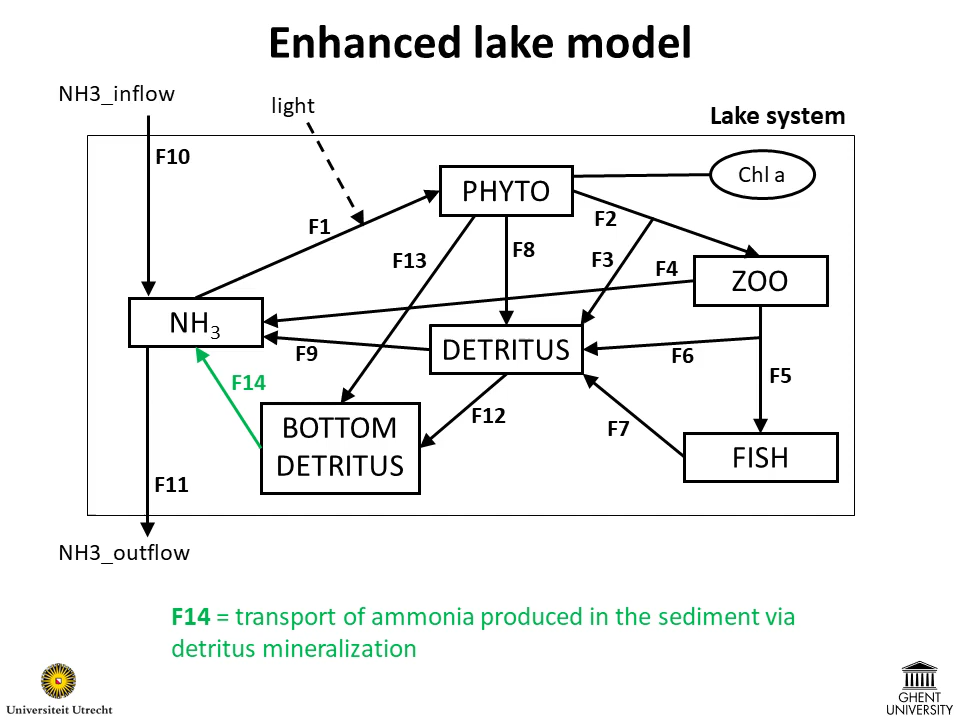 Enhanced lake model
NH3_inflow
light
Lake system
F10
PHYTO
Chl a
F1
F2
F13
F8
F3
F4
ZOO
NH₃
DETRITUS
F9
F6
F14
F5
BOTTOM
DETRITUS
F12
F7
FISH
F11
NH3_outflow
F14 = transport of ammonia produced in the sediment via
detritus mineralization
Universiteit Utrecht
GHENT
UNIVERSITY